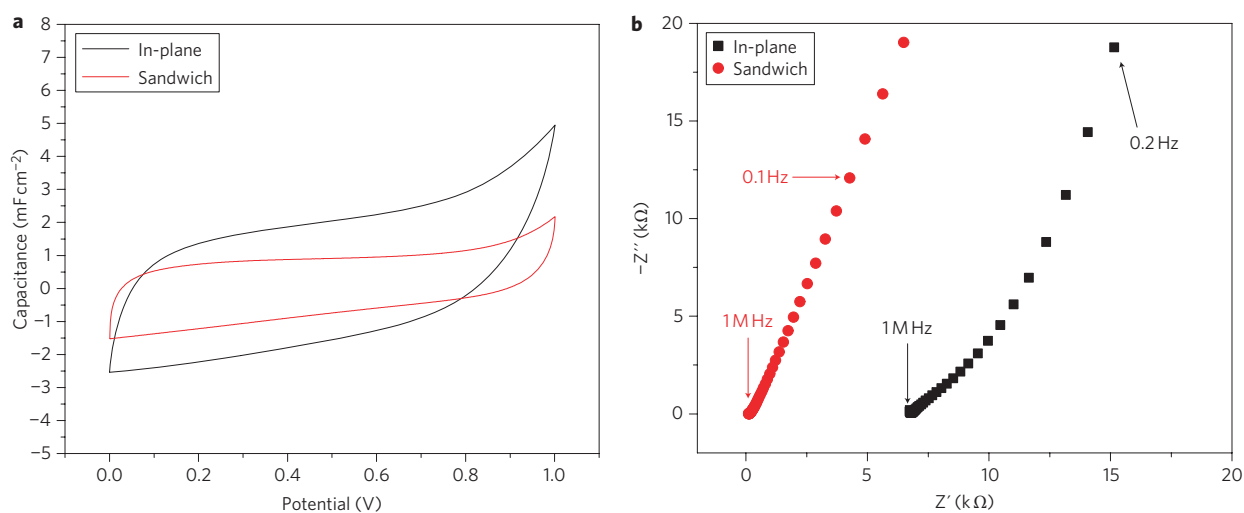 a
8
7
6
5
4
3
2
1
0
−1
−2
−3
−4
−5
Capacitance (mF cm−2)
In-plane
Sandwich
0.0
0.2
0.4
0.6
0.8
1.0
Potential (V)
b
20
15
10
5
0
−Z′′ (kΩ)
In-plane
Sandwich
0.2 Hz
0.1 Hz
1 M Hz
1 M Hz
0
5
10
15
20
Z′ (k Ω)